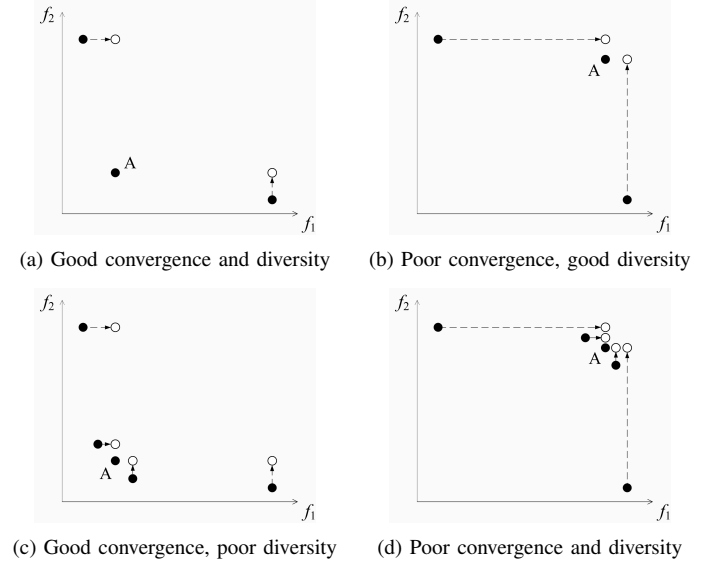 f₂
A
f₁
(a) Good convergence and diversity
f₂
A
f₁
(b) Poor convergence, good diversity
f₂
A
f₁
(c) Good convergence, poor diversity
f₂
A
f₁
(d) Poor convergence and diversity